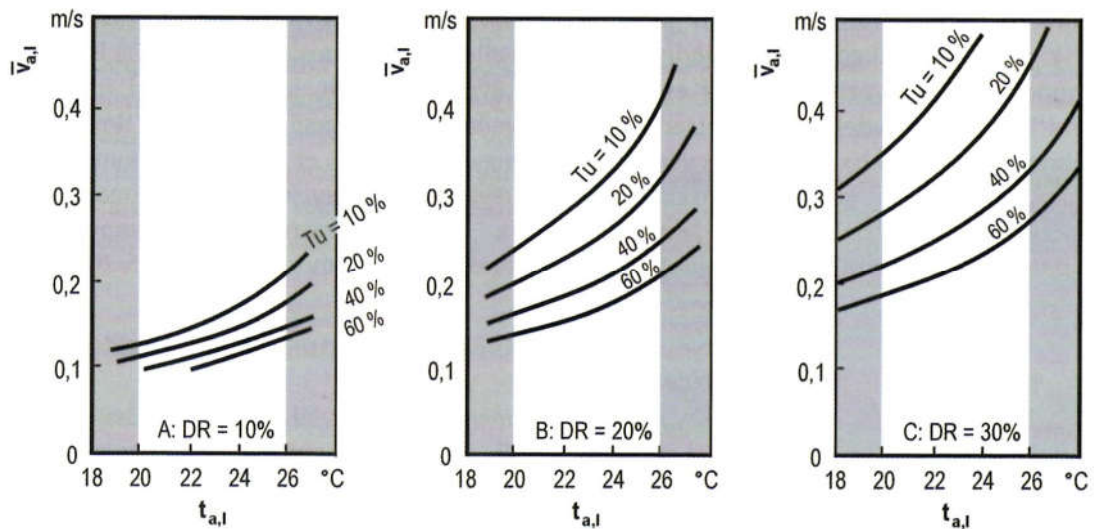 m/s
v̄a,l
0,4
0,3
0,2
0,1
0
Tu = 10 %
20 %
40 %
60 %
A: DR = 10%
18 20 22 24 26 °C
ta,l
m/s
v̄a,l
0,4
0,3
0,2
0,1
0
Tu = 10 %
20 %
40 %
60 %
B: DR = 20%
18 20 22 24 26 °C
ta,l
m/s
v̄a,l
0,4
0,3
0,2
0,1
0
Tu = 10 %
20 %
40 %
60 %
C: DR = 30%
18 20 22 24 26 °C
ta,l